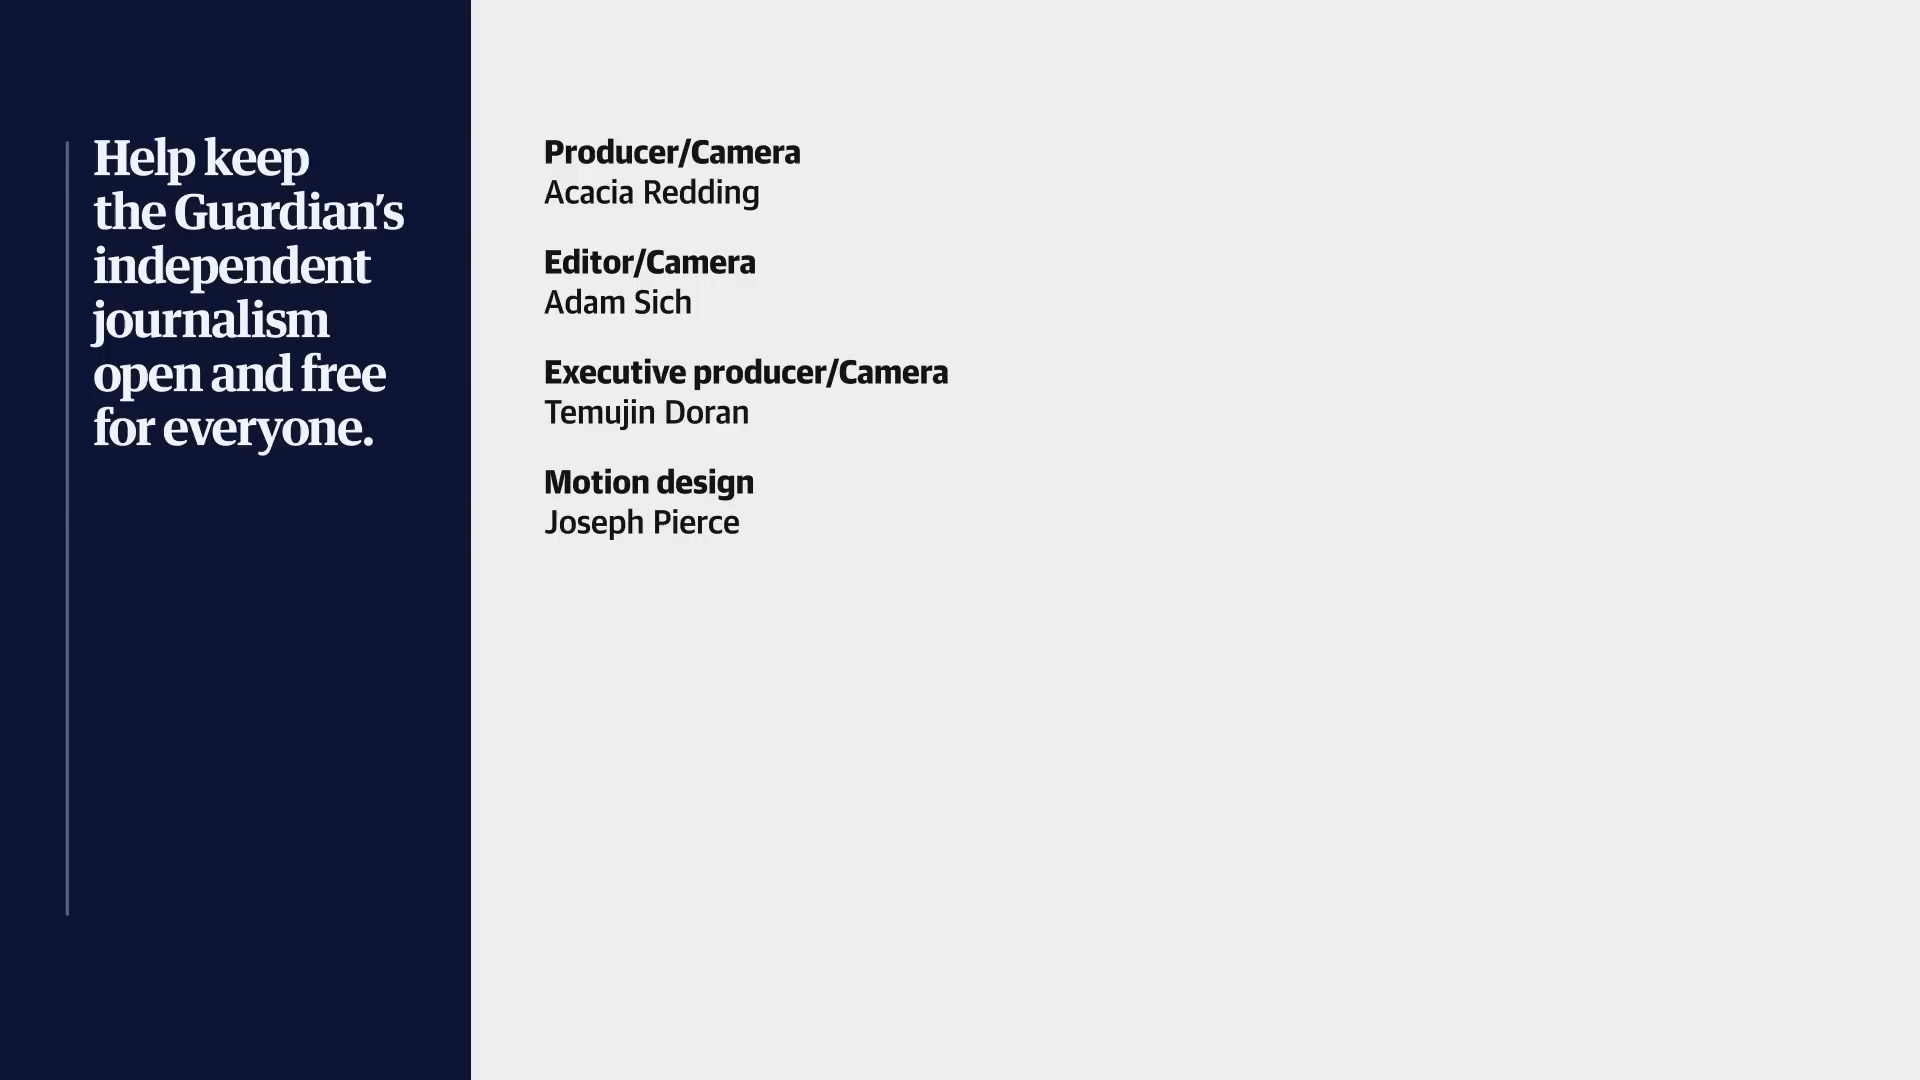 Help keep
the Guardian’s
independent
journalism
open and free
for everyone.
Producer/Camera
Acacia Redding
Editor/Camera
Adam Sich
Executive producer/Camera
Temujin Doran
Motion design
Joseph Pierce